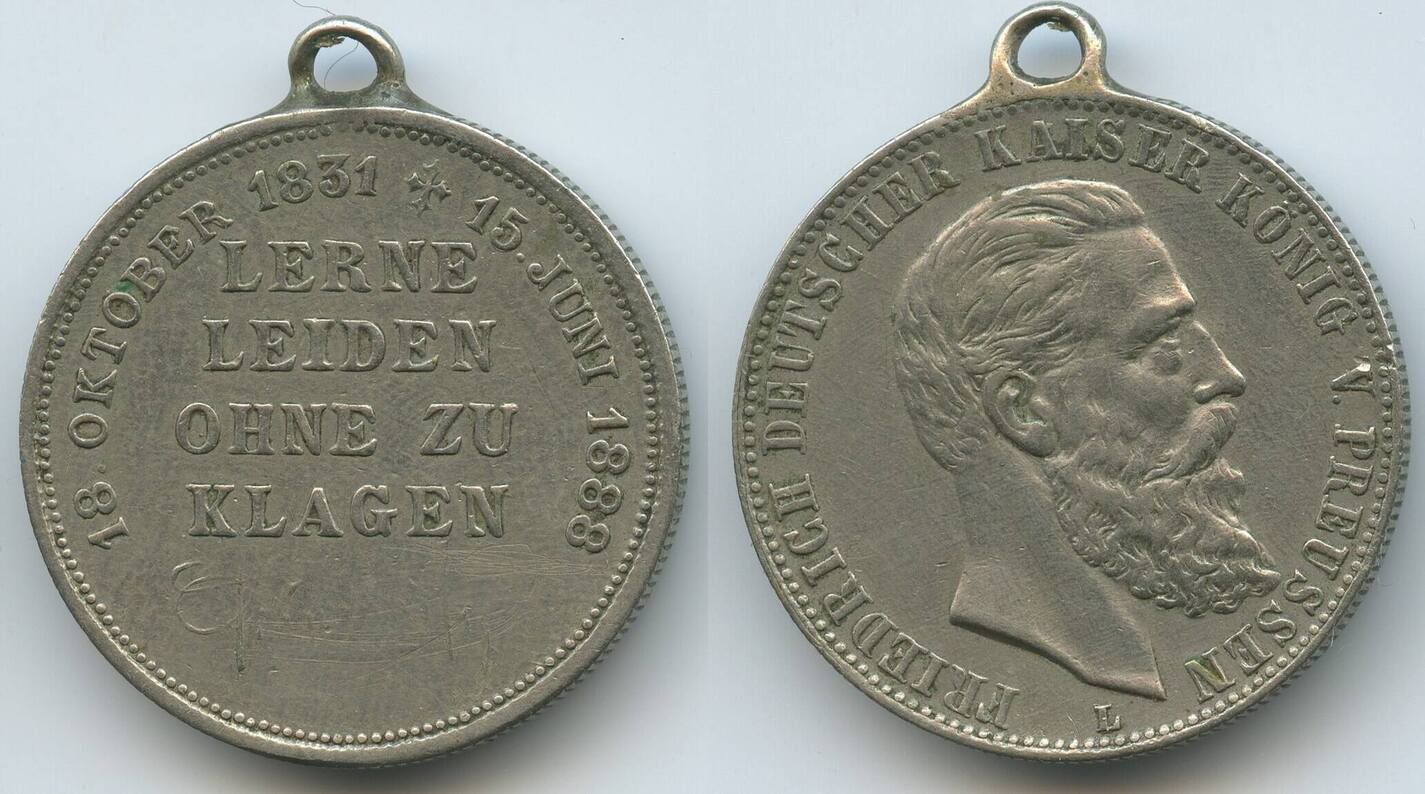 18. OKTOBER 1831 ✠ 15. JUNI 1888
LERNE
LEIDEN
OHNE ZU
KLAGEN
FRIEDRICH DEUTSCHER KAISER KÖNIG V. PREUSSEN
L